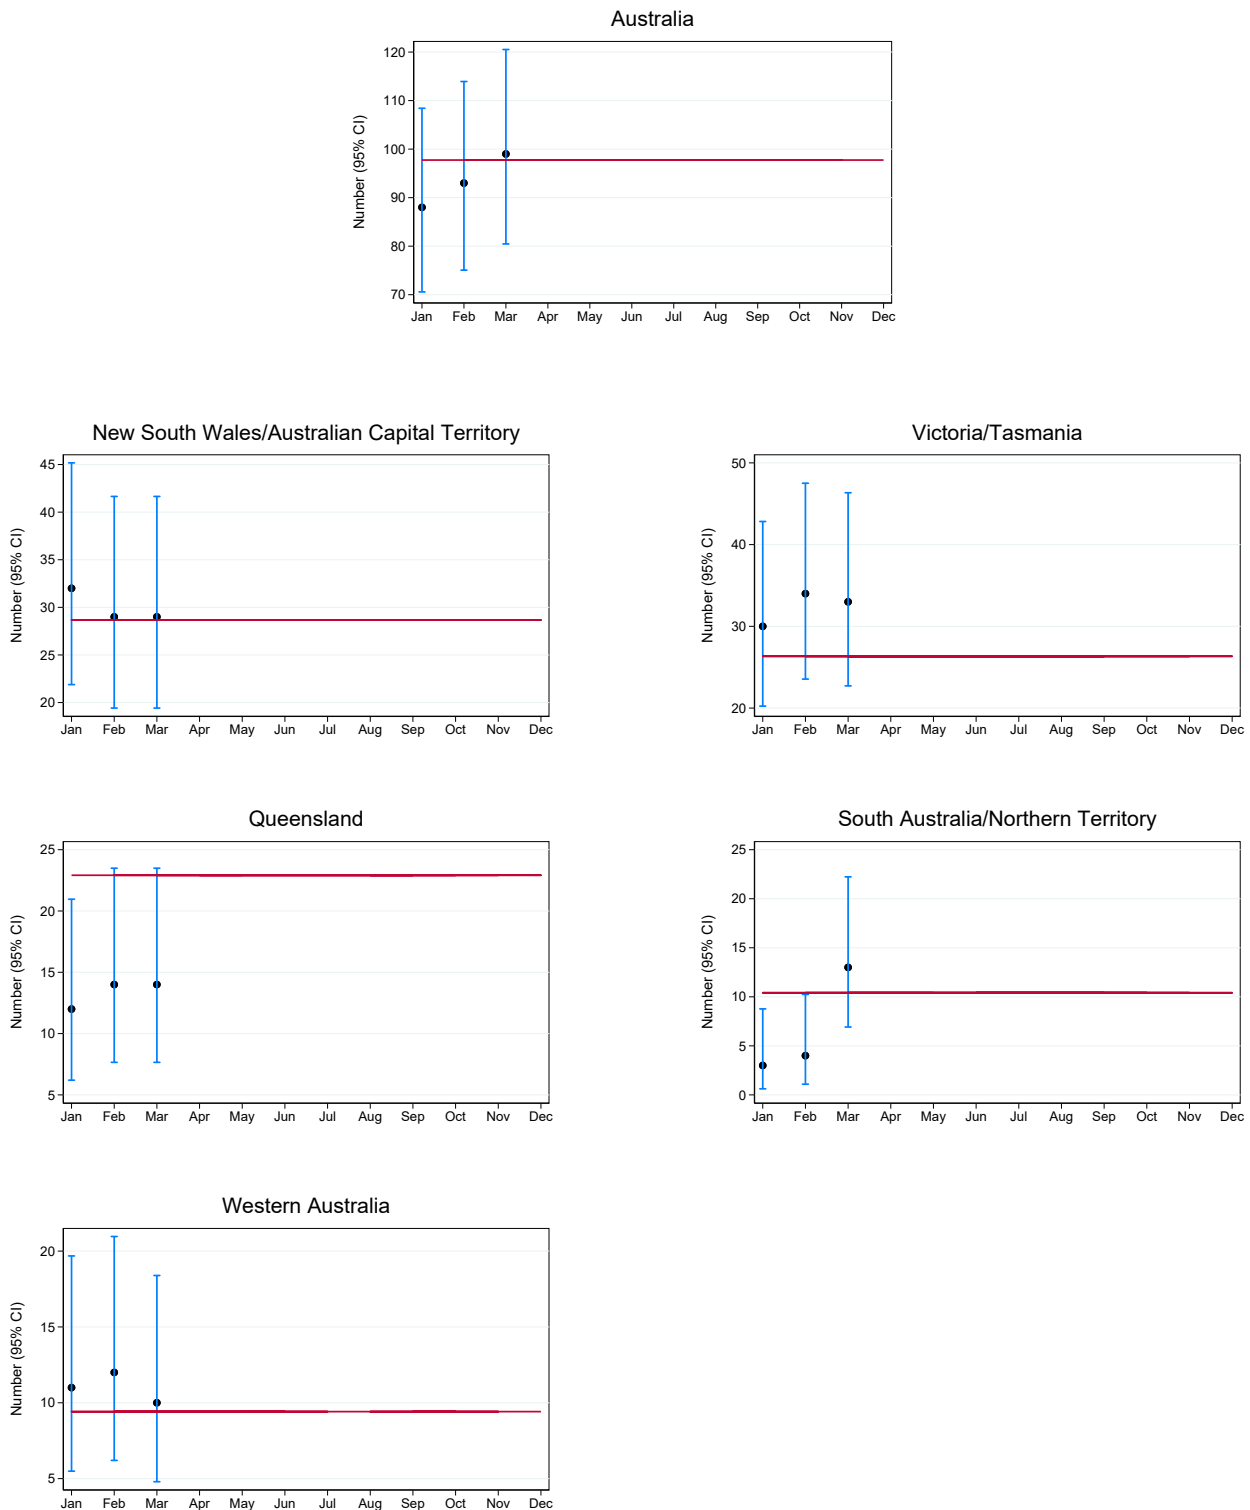 Australia
Number (95% CI)
120
110
100
90
80
70
Jan Feb Mar Apr May Jun Jul Aug Sep Oct Nov Dec
New South Wales/Australian Capital Territory
Number (95% CI)
45
40
35
30
25
20
Jan Feb Mar Apr May Jun Jul Aug Sep Oct Nov Dec
Victoria/Tasmania
Number (95% CI)
50
40
30
20
Jan Feb Mar Apr May Jun Jul Aug Sep Oct Nov Dec
Queensland
Number (95% CI)
25
20
15
10
5
Jan Feb Mar Apr May Jun Jul Aug Sep Oct Nov Dec
South Australia/Northern Territory
Number (95% CI)
25
20
15
10
5
0
Jan Feb Mar Apr May Jun Jul Aug Sep Oct Nov Dec
Western Australia
Number (95% CI)
20
15
10
5
Jan Feb Mar Apr May Jun Jul Aug Sep Oct Nov Dec